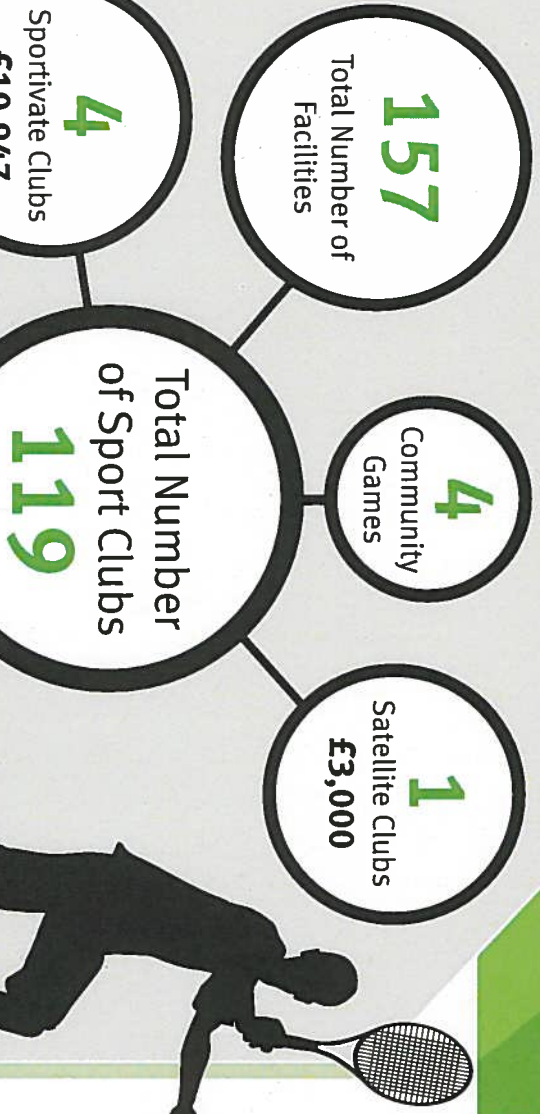 157
Total Number of
Facilities
4
Community
Games
1
Satellite Clubs
£3,000
4
Sportivate Clubs
Total Number
of Sport Clubs
119